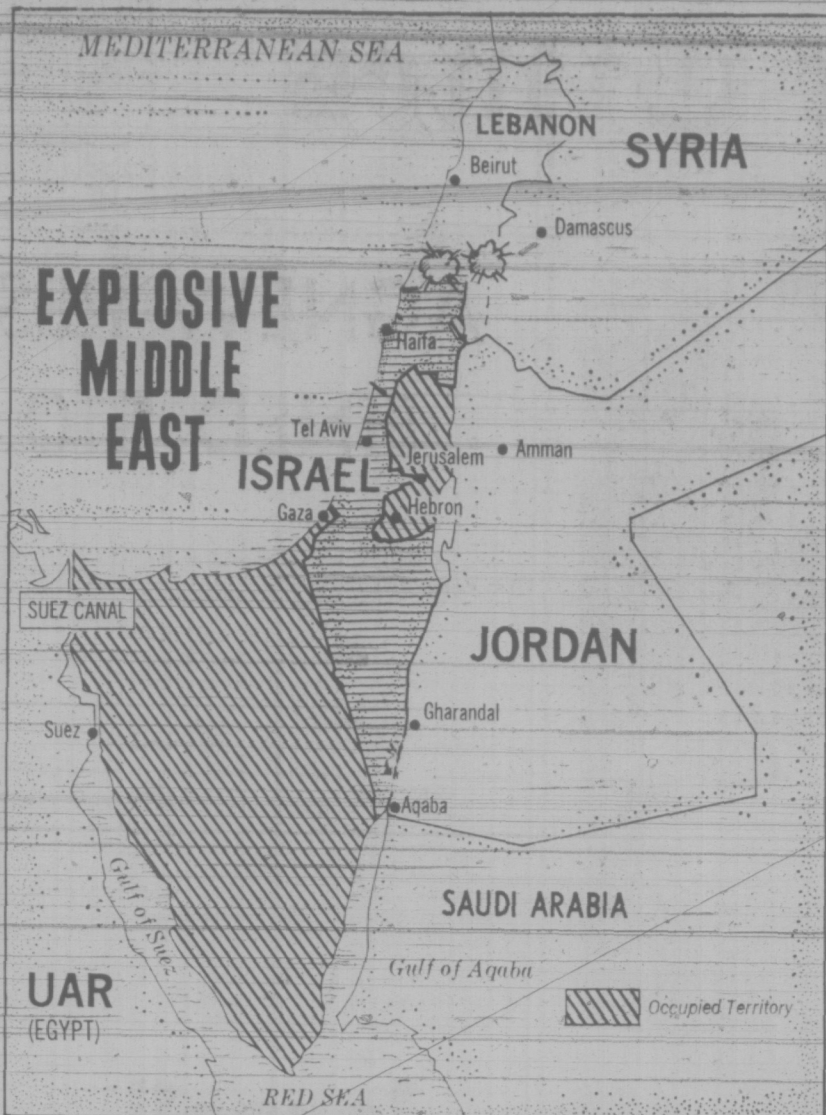 MEDITERRANEAN SEA
LEBANON
SYRIA
Beirut
Damascus
EXPLOSIVE
MIDDLE
EAST
Haifa
Tel Aviv
Jerusalem
Amman
ISRAEL
Gaza
Hebron
SUEZ CANAL
JORDAN
Suez
Gharandal
Aqaba
Gulf of Suez
SAUDI ARABIA
Gulf of Aqaba
UAR
(EGYPT)
Occupied Territory
RED SEA